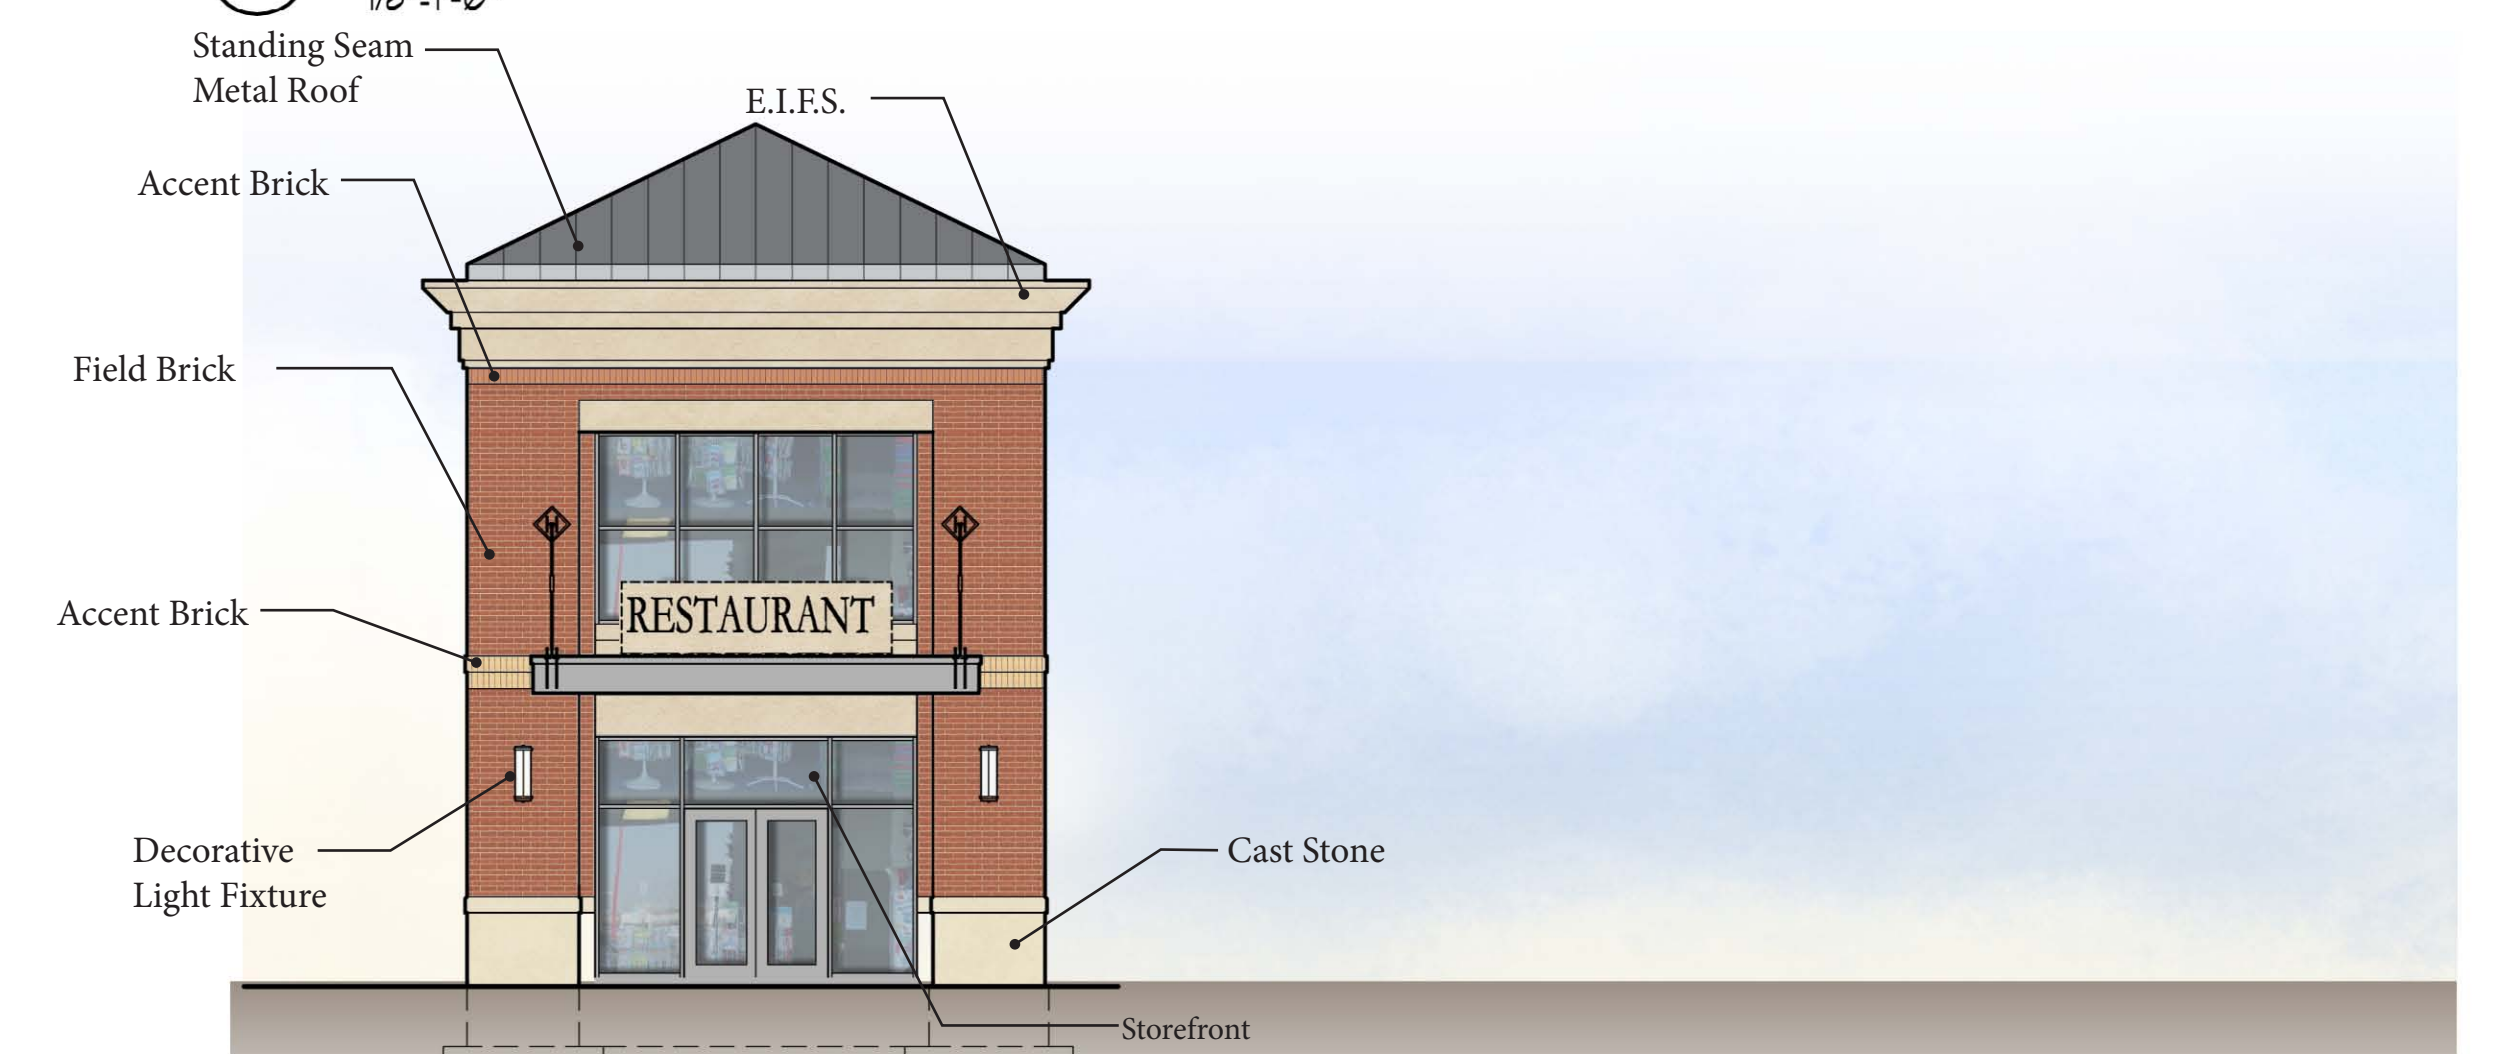 Standing Seam
Metal Roof
E.I.F.S.
Accent Brick
Field Brick
Accent Brick
RESTAURANT
Decorative
Light Fixture
Cast Stone
Storefront